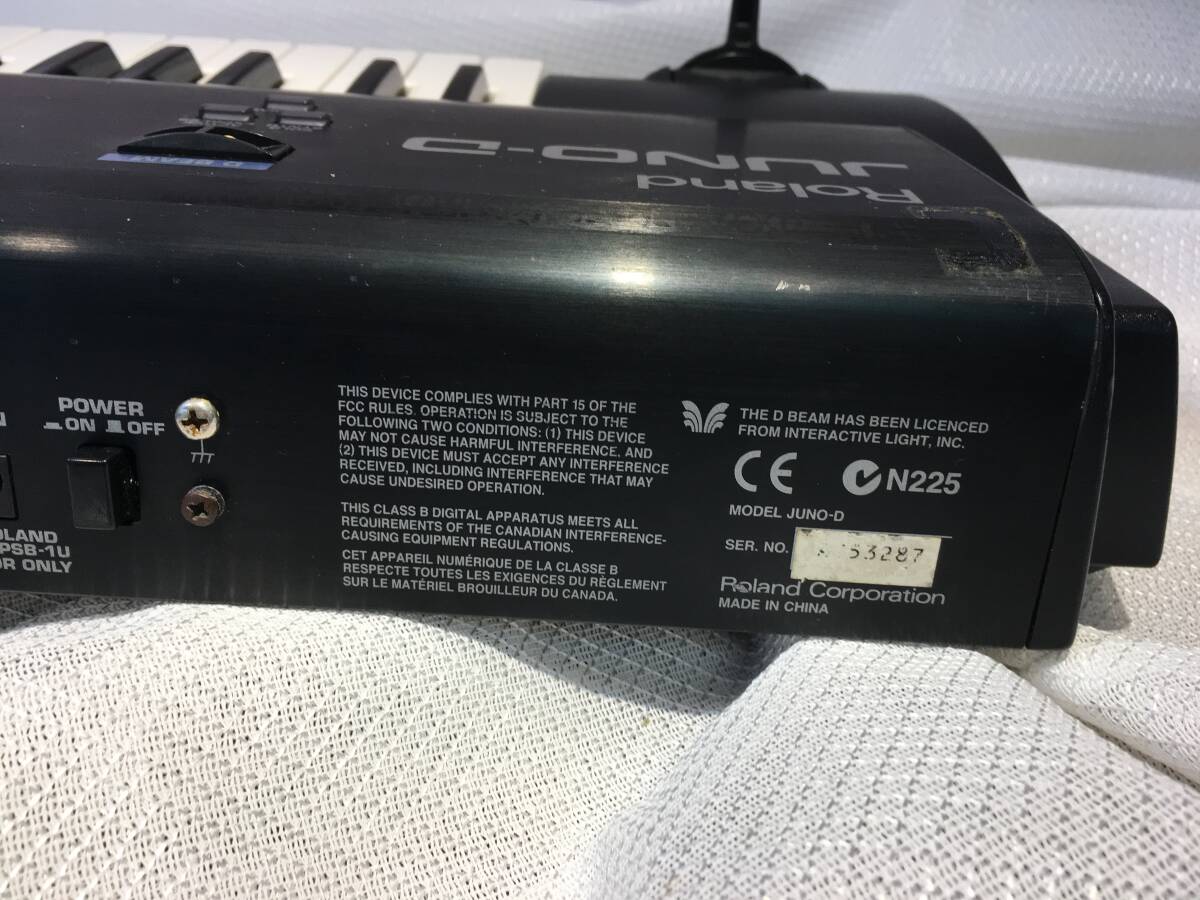 D BEAM
JUNO-D
Roland
POWER
ON OFF
THIS DEVICE COMPLIES WITH PART 15 OF THE
FCC RULES. OPERATION IS SUBJECT TO THE
FOLLOWING TWO CONDITIONS: (1) THIS DEVICE
MAY NOT CAUSE HARMFUL INTERFERENCE, AND
(2) THIS DEVICE MUST ACCEPT ANY INTERFERENCE
RECEIVED, INCLUDING INTERFERENCE THAT MAY
CAUSE UNDESIRED OPERATION.
THIS CLASS B DIGITAL APPARATUS MEETS ALL
REQUIREMENTS OF THE CANADIAN INTERFERENCE-
CAUSING EQUIPMENT REGULATIONS.
CET APPAREIL NUMÉRIQUE DE LA CLASSE B
RESPECTE TOUTES LES EXIGENCES DU RÈGLEMENT
SUR LE MATÉRIEL BROUILLEUR DU CANADA.
THE D BEAM HAS BEEN LICENCED
FROM INTERACTIVE LIGHT, INC.
CE N225
MODEL JUNO-D
SER. NO. 53287
Roland Corporation
MADE IN CHINA
OLAND
PSB-1U
OR ONLY